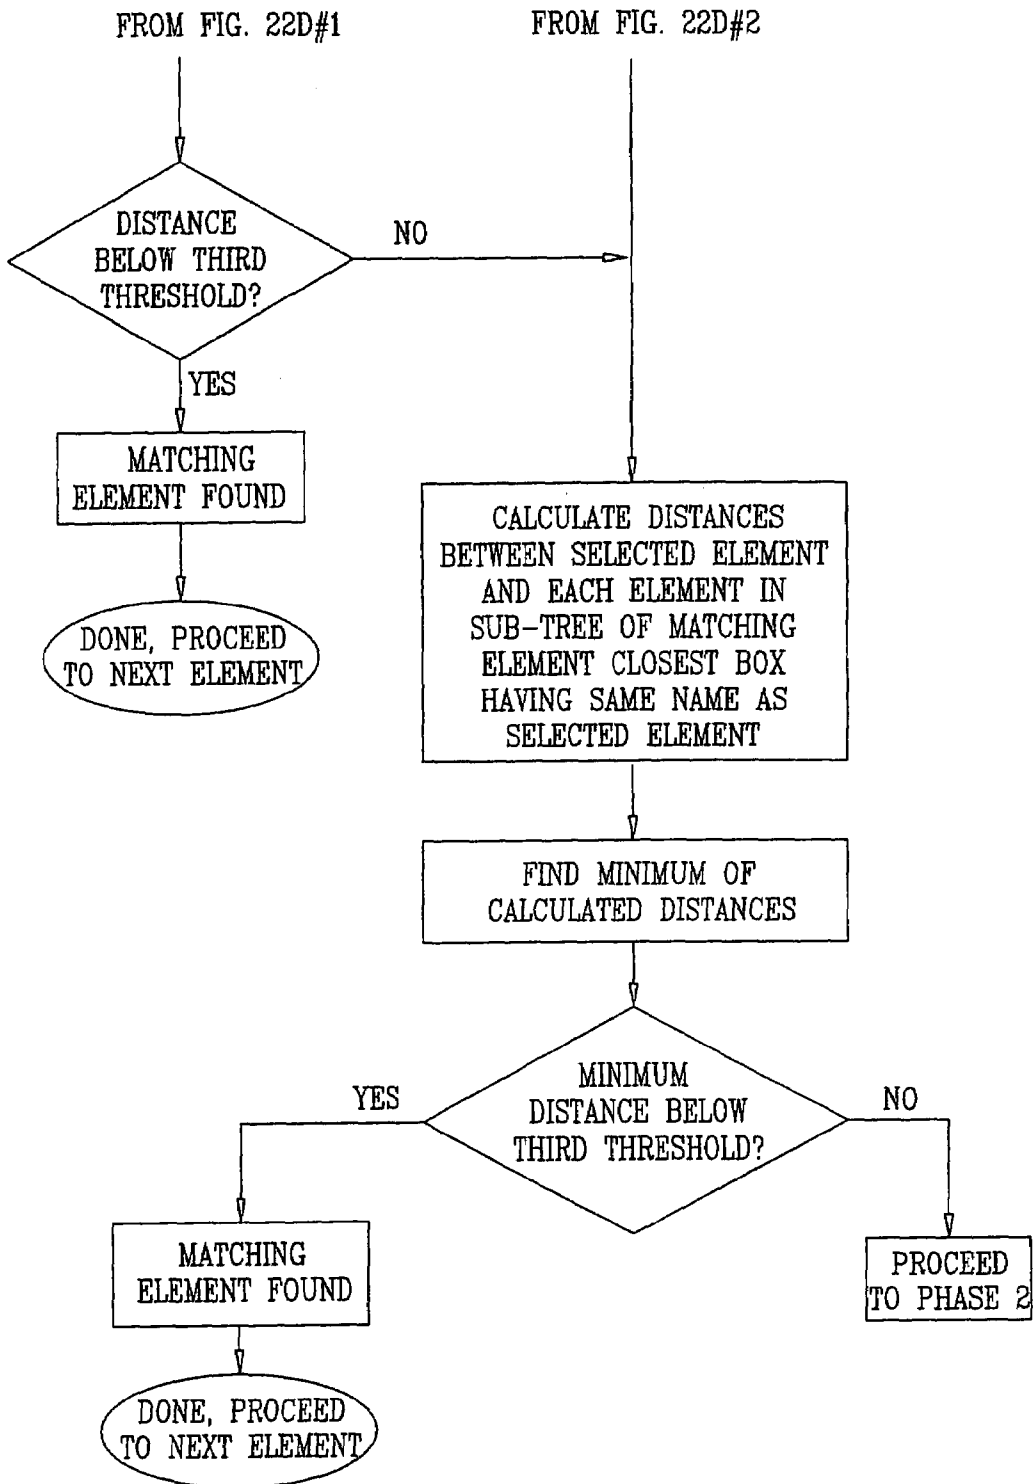 FROM FIG. 22D#1
FROM FIG. 22D#2
DISTANCE
BELOW THIRD
THRESHOLD?
NO
YES
MATCHING
ELEMENT FOUND
DONE, PROCEED
TO NEXT ELEMENT
CALCULATE DISTANCES
BETWEEN SELECTED ELEMENT
AND EACH ELEMENT IN
SUB-TREE OF MATCHING
ELEMENT CLOSEST BOX
HAVING SAME NAME AS
SELECTED ELEMENT
FIND MINIMUM OF
CALCULATED DISTANCES
MINIMUM
DISTANCE BELOW
THIRD THRESHOLD?
YES
NO
MATCHING
ELEMENT FOUND
PROCEED
TO PHASE 2
DONE, PROCEED
TO NEXT ELEMENT